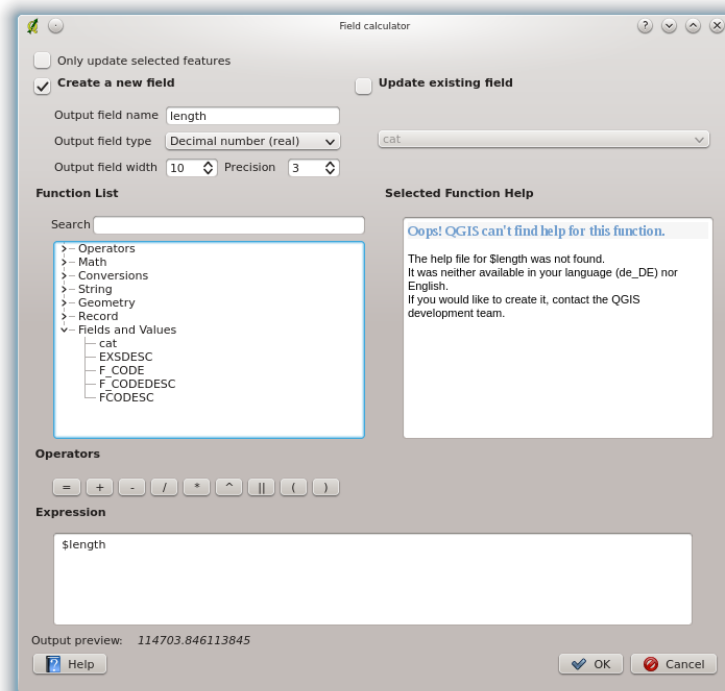 Field calculator
Only update selected features
Create a new field
Update existing field
Output field name length
Output field type Decimal number (real)
cat
Output field width 10 Precision 3
Function List
Selected Function Help
Search
Operators
Math
Conversions
String
Geometry
Record
Fields and Values
cat
EXSDESC
F_CODE
F_CODEDESC
FCODESC
Oops! QGIS can't find help for this function.
The help file for $length was not found.
It was neither available in your language (de_DE) nor
English.
If you would like to create it, contact the QGIS
development team.
Operators
= + - / * ^ || ( )
Expression
$length
Output preview: 114703.846113845
Help
OK
Cancel